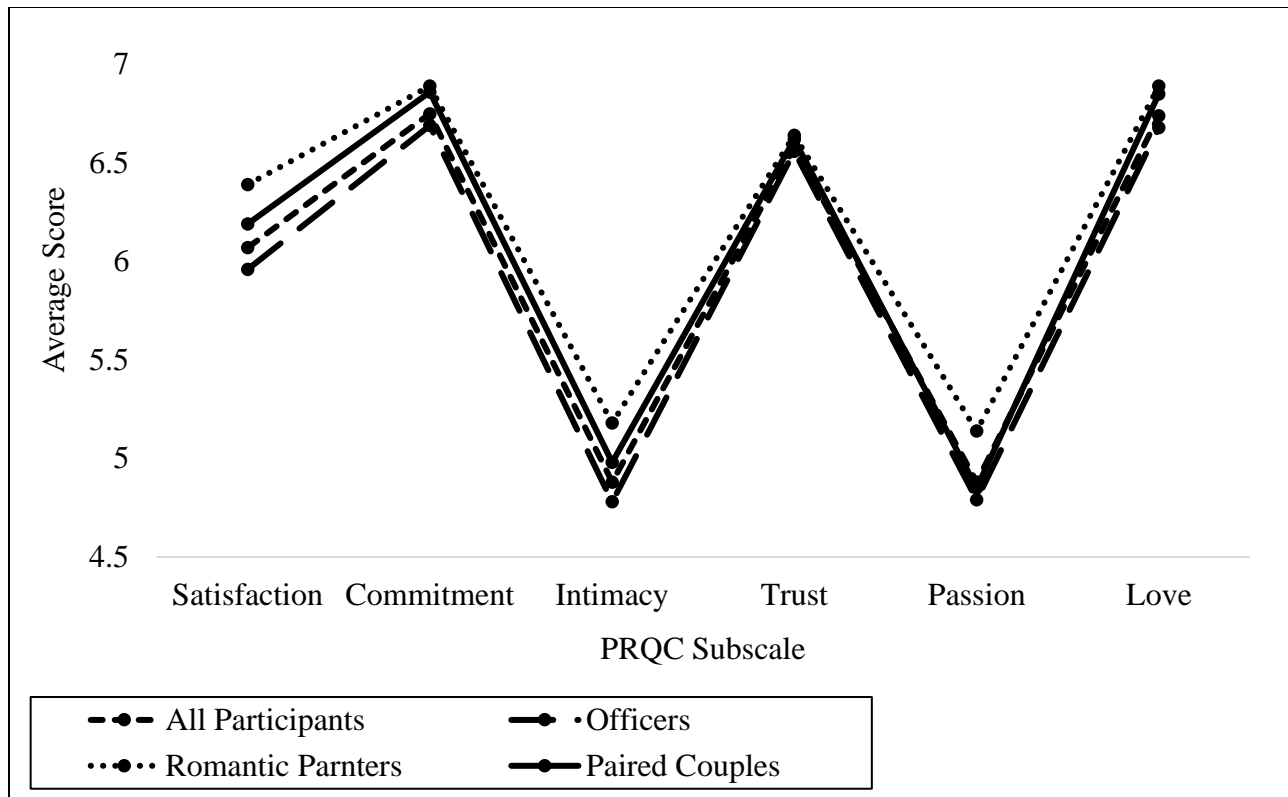 7
6.5
6
5.5
5
4.5
Average Score
Satisfaction Commitment Intimacy Trust Passion Love
PRQC Subscale
All Participants Officers
Romantic Parnters Paired Couples